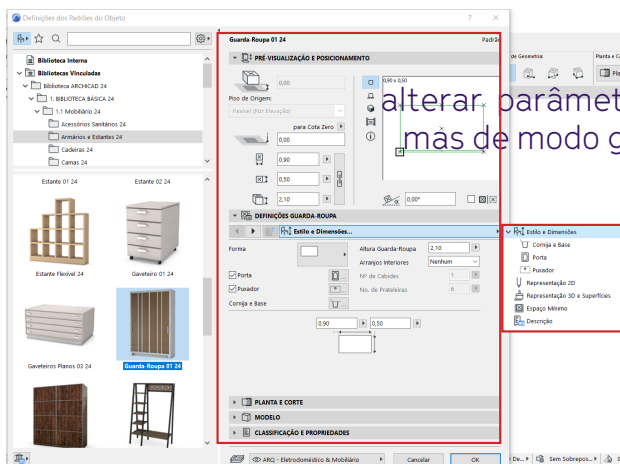 Definições dos Padrões do Objeto
?
Biblioteca Interna
Bibliotecas Vinculadas
Biblioteca ARCHICAD 24
1. BIBLIOTECA BÁSICA 24
1.1 Mobiliário 24
Acessórios Sanitários 24
Armários e Estantes 24
Cadeiras 24
Camas 24
Estante 01 24
Estante 02 24
Estante Flexível 24
Gaveteiro 01 24
Gaveteiros Planos 03 24
Guarda-Roupa 01 24
Guarda-Roupa 01 24
Padrão
PRÉ-VISUALIZAÇÃO E POSICIONAMENTO
0,00
Piso de Origem:
Flexível (Por Elevação)
para Cota Zero
0,00
0,90
0,50
2,10
0,90 x 0,50
0,00°
DEFINIÇÕES GUARDA-ROUPA
Estilo e Dimensões...
Forma
Altura Guarda-Roupa
2,10
Arranjos Interiores
Nenhum
Porta
Nº de Cabides
1
Puxador
No. de Prateleiras
6
Cornija e Base
0,90
0,50
PLANTA E CORTE
MODELO
CLASSIFICAÇÃO E PROPRIEDADES
ARQ - Eletrodoméstico & Mobiliário
Cancelar
OK
de Geometria:
Planta e C
Pla
alterar parâmet
mas de modo g
Estilo e Dimensões
Cornija e Base
Porta
Puxador
Representação 2D
Representação 3D e Superfícies
Espaço Mínimo
Descrição
De...
Sem Sobrepos...